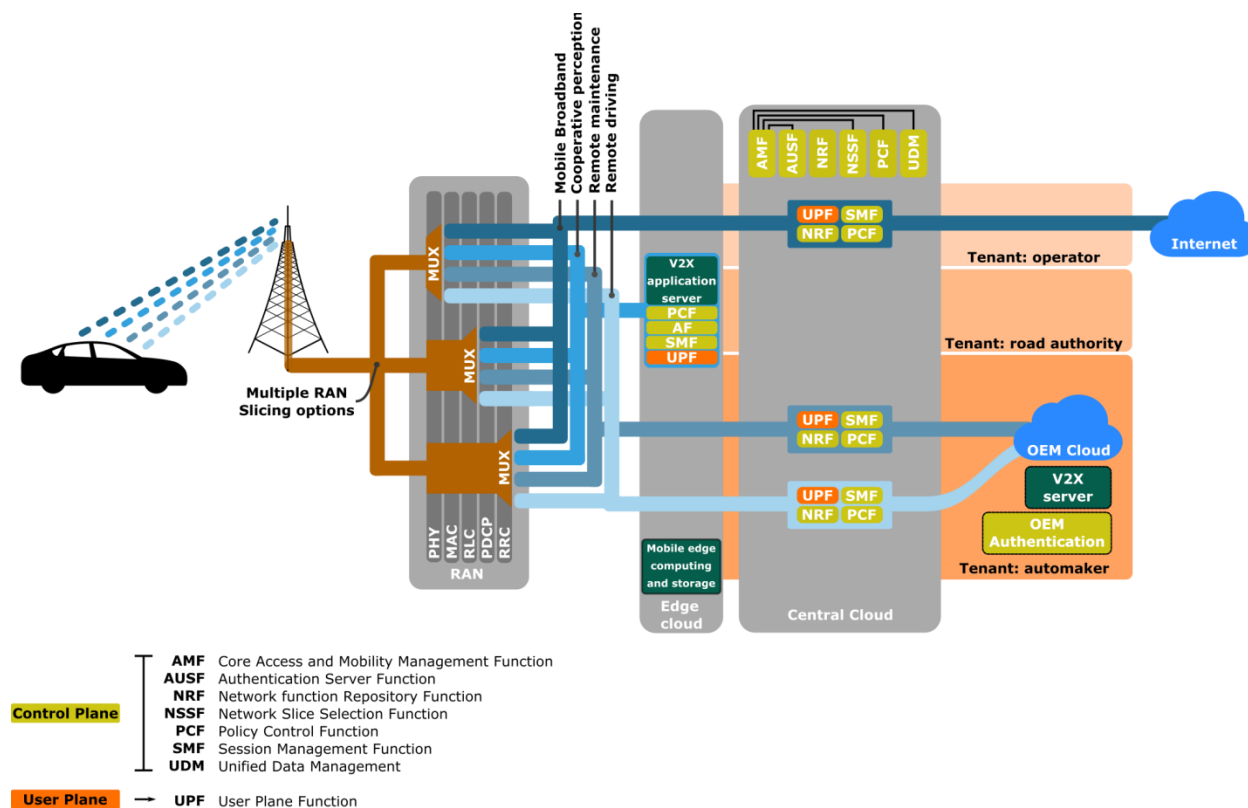 Mobile Broadband
Cooperative perception
Remote maintenance
Remote driving
AMF
AUSF
NRF
NSSF
PCF
UDM
MUX
MUX
MUX
UPF SMF
NRF PCF
Internet
Tenant: operator
V2X
application
server
PCF
AF
SMF
UPF
Tenant: road authority
Multiple RAN
Slicing options
UPF SMF
NRF PCF
OEM Cloud
V2X
server
UPF SMF
NRF PCF
OEM
Authentication
Tenant: automaker
PHY
MAC
RLC
PDCP
RRC
RAN
Mobile edge
computing
and storage
Edge
cloud
Central Cloud
AMF Core Access and Mobility Management Function
AUSF Authentication Server Function
NRF Network function Repository Function
NSSF Network Slice Selection Function
PCF Policy Control Function
SMF Session Management Function
UDM Unified Data Management
Control Plane
User Plane UPF User Plane Function